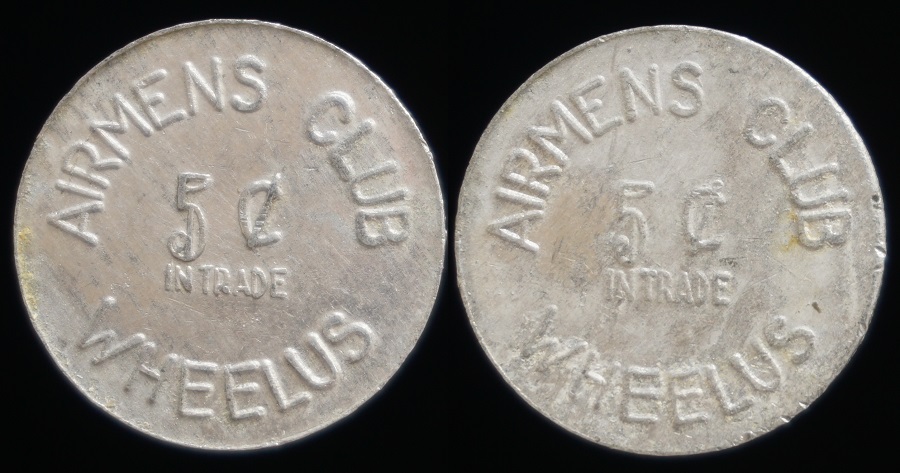 AIRMENS CLUB
5 ¢
IN TRADE
WHEELUS
AIRMENS CLUB
5 ¢
IN TRADE
WHEELUS